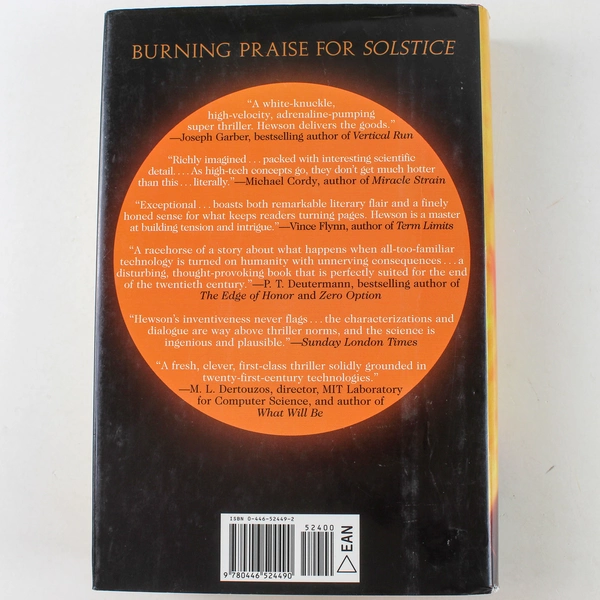 BURNING PRAISE FOR SOLSTICE
“A white-knuckle,
high-velocity, adrenaline-pumping
super thriller. Hewson delivers the goods.”
—Joseph Garber, bestselling author of Vertical Run
“Richly imagined . . . packed with interesting scientific
detail. . . . As high-tech concepts go, they don’t get much hotter
than this . . . literally.”—Michael Cordy, author of Miracle Strain
“Exceptional . . . boasts both remarkable literary flair and a finely
honed sense for what keeps readers turning pages. Hewson is a master
at building tension and intrigue.”—Vince Flynn, author of Term Limits
“A racehorse of a story about what happens when all-too-familiar
technology is turned on humanity with unnerving consequences . . . a
disturbing, thought-provoking book that is perfectly suited for the end
of the twentieth century.”—P. T. Deutermann, bestselling author of
The Edge of Honor and Zero Option
“Hewson’s inventiveness never flags . . . the characterizations and
dialogue are way above thriller norms, and the science is
ingenious and plausible.”—Sunday London Times
“A fresh, clever, first-class thriller solidly grounded in
twenty-first-century technologies.”
—M. L. Dertouzos, director, MIT Laboratory
for Computer Science, and author of
What Will Be
ISBN 0-446-52449-2
52400
EAN
9 780446 524490